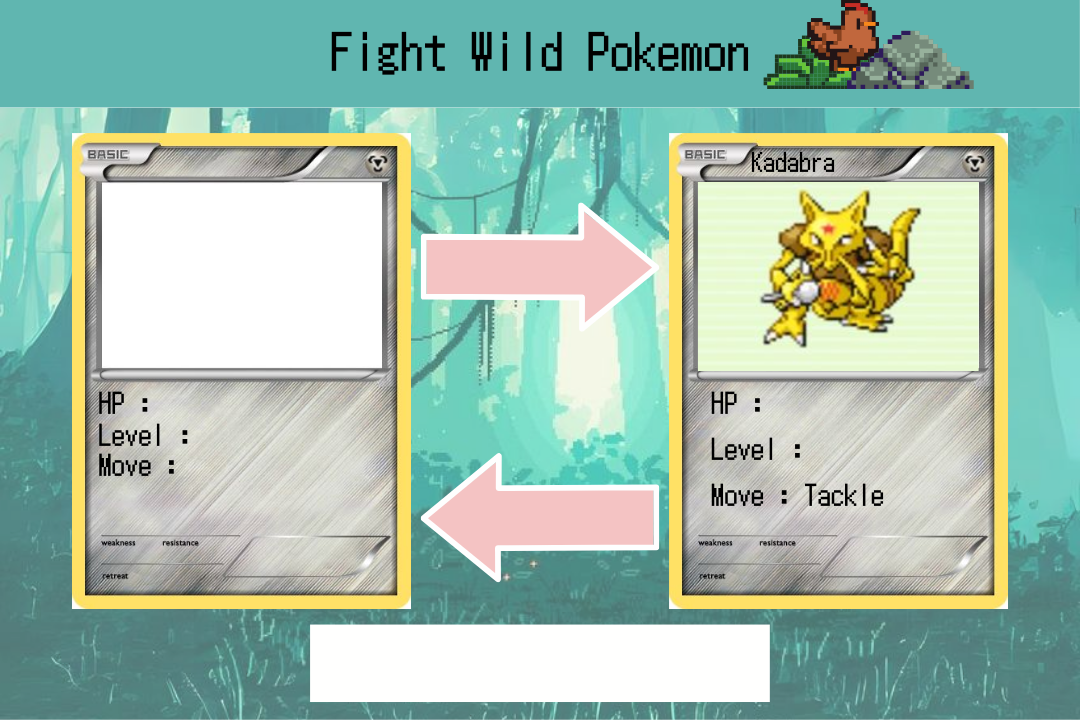 Fight Wild Pokemon
BASIC
HP :
Level :
Move :
weakness resistance
retreat
BASIC Kadabra
HP :
Level :
Move : Tackle
weakness resistance
retreat